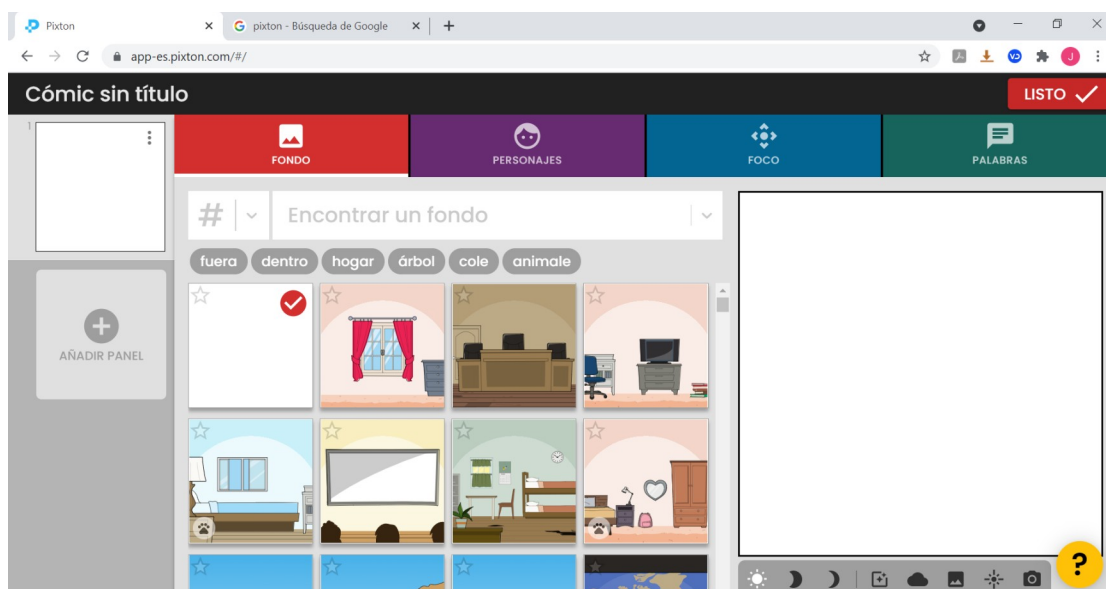 Pixton
pixton - Búsqueda de Google
app-es.pixton.com/#/
J
Cómic sin título
LISTO
1
FONDO
PERSONAJES
FOCO
PALABRAS
# Encontrar un fondo
fuera dentro hogar árbol cole animale
AÑADIR PANEL
?